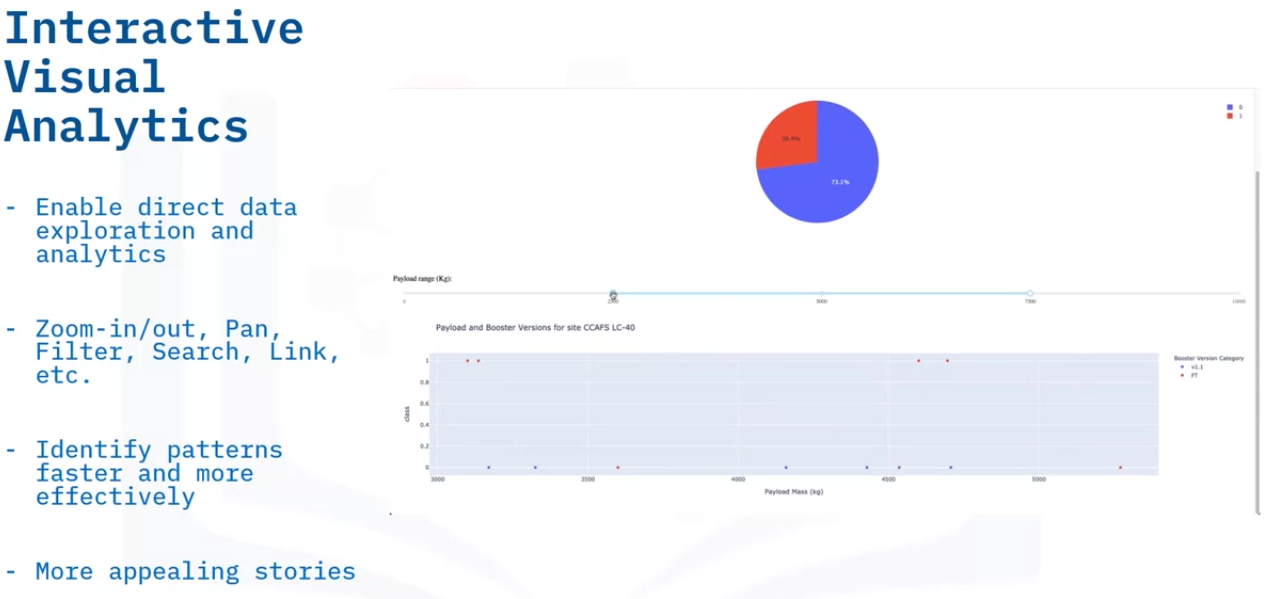 Interactive
Visual
Analytics
- Enable direct data
exploration and
analytics
- Zoom-in/out, Pan,
Filter, Search, Link,
etc.
- Identify patterns
faster and more
effectively
- More appealing stories
0
1
26.9%
73.1%
Payload range (Kg):
0 5000 7500 10000
Payload and Booster Versions for site CCAFS LC-40
Booster Version Category
v1.1
FT
class
1
0.8
0.6
0.4
0.2
0
3000 3500 4000 4500 5000
Payload Mass (kg)